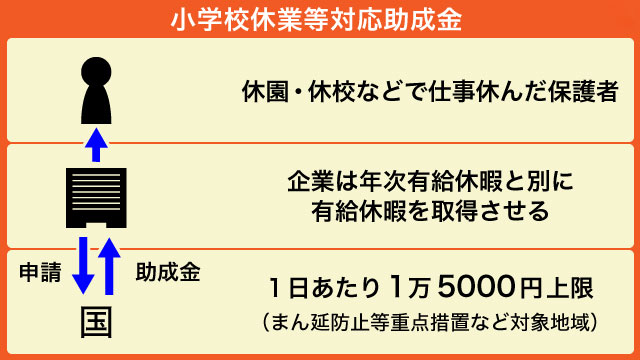 小学校休業等対応助成金
休園・休校などで仕事休んだ保護者
企業は年次有給休暇と別に
有給休暇を取得させる
申請
助成金
国
1日あたり1万5000円上限
（まん延防止等重点措置など対象地域）